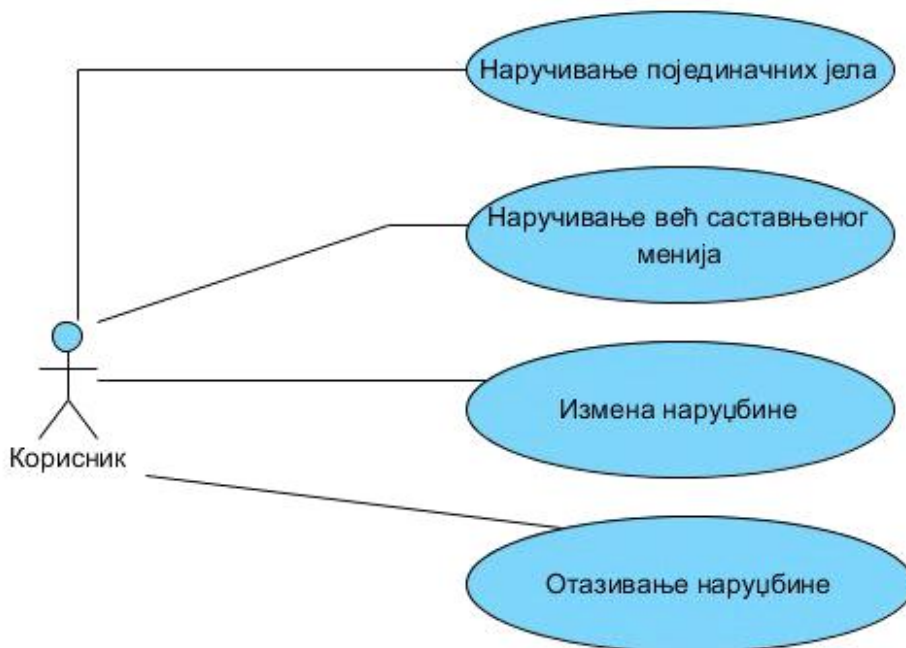 Наручивање појединачних јела
Наручивање већ састављеног
менија
Измена наруџбине
Корисник
Отазивање наруџбине